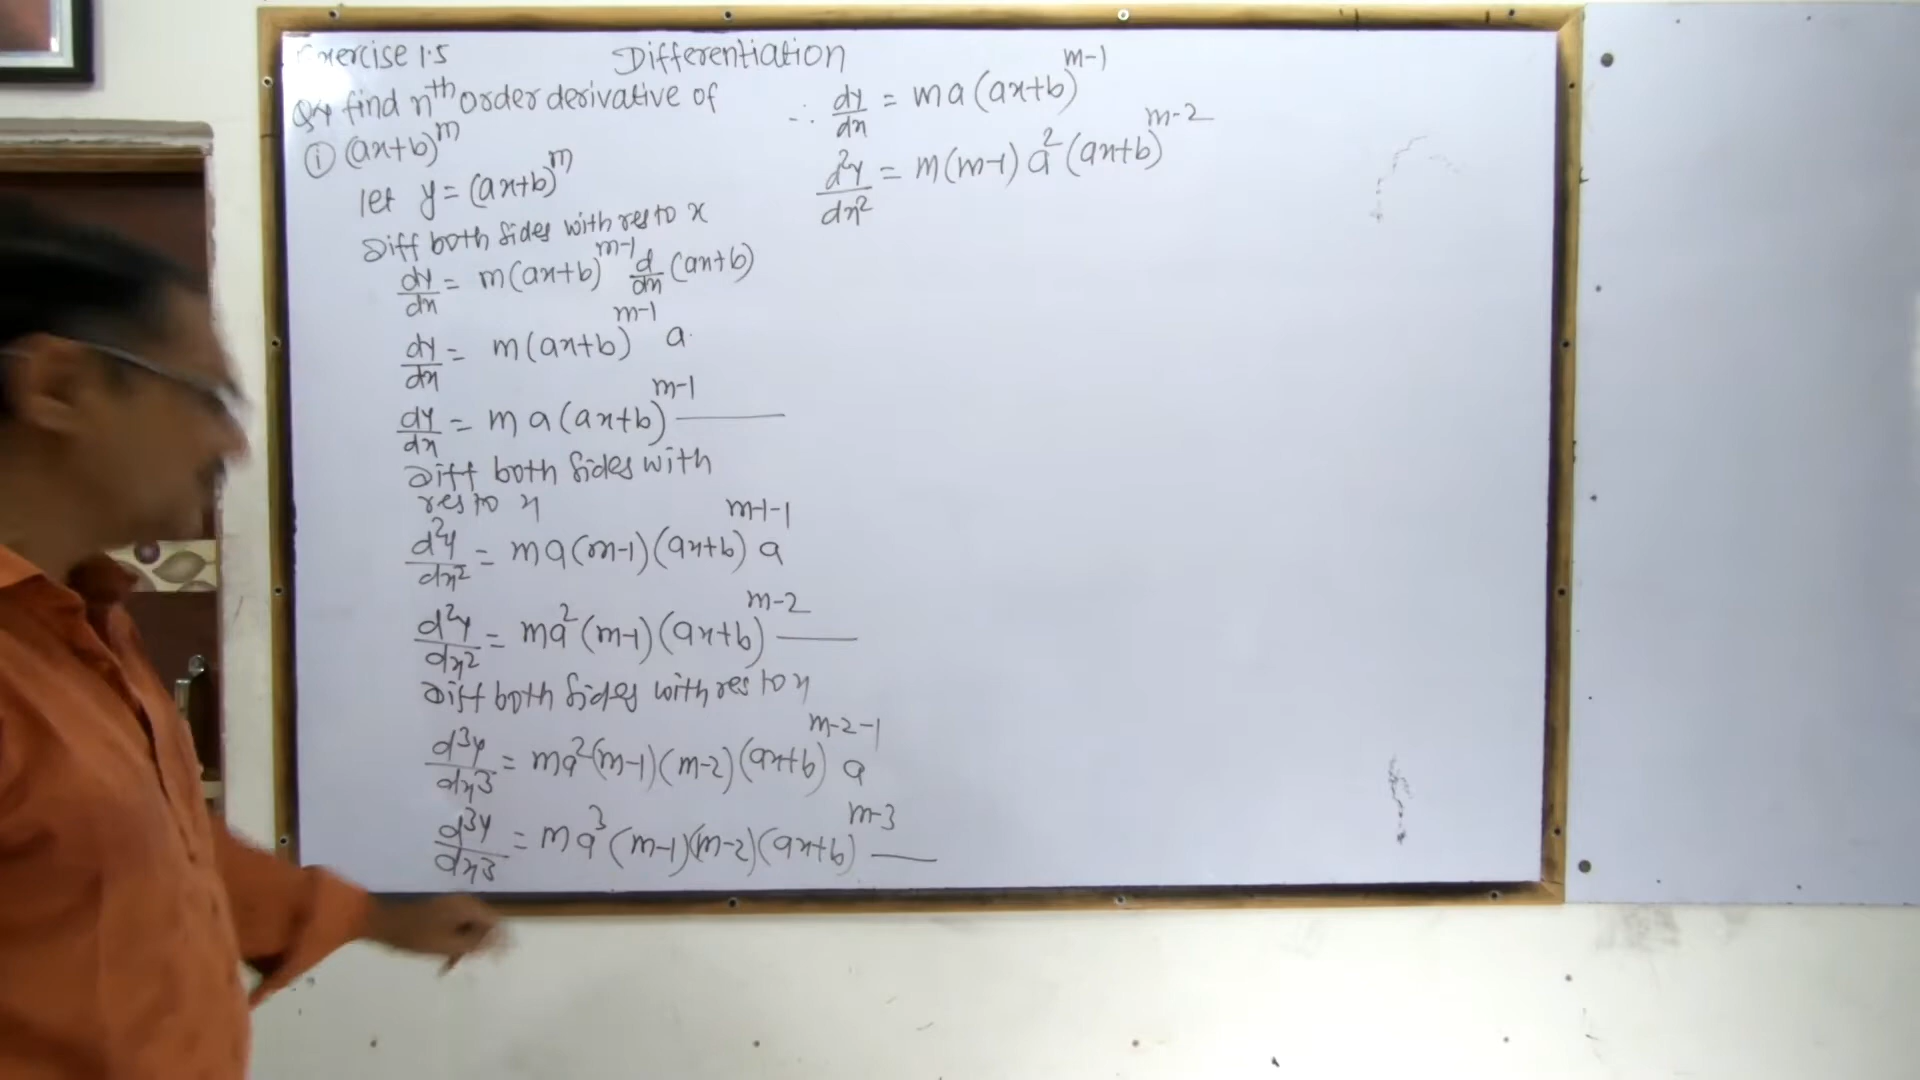 Exercise 1.5 Differentiation
Q4 find n^th order derivative of
(i) (ax+b)^m
let y = (ax+b)^m
Diff both sides with res to x
dy/dx = m(ax+b)^m-1 d/dx (ax+b)
dy/dx = m(ax+b)^m-1 a.
dy/dx = m a (ax+b)^m-1 ——
Diff both sides with
res to x
d²y/dx² = m a (m-1) (ax+b)^m-1-1 a
d²y/dx² = ma² (m-1) (ax+b)^m-2 ——
Diff both sides with res to x
d³y/dx³ = ma² (m-1) (m-2) (ax+b)^m-2-1 a
d³y/dx³ = ma³ (m-1)(m-2)(ax+b)^m-3 ——
∴ dy/dx = m a (ax+b)^m-1
d²y/dx² = m(m-1) a² (ax+b)^m-2